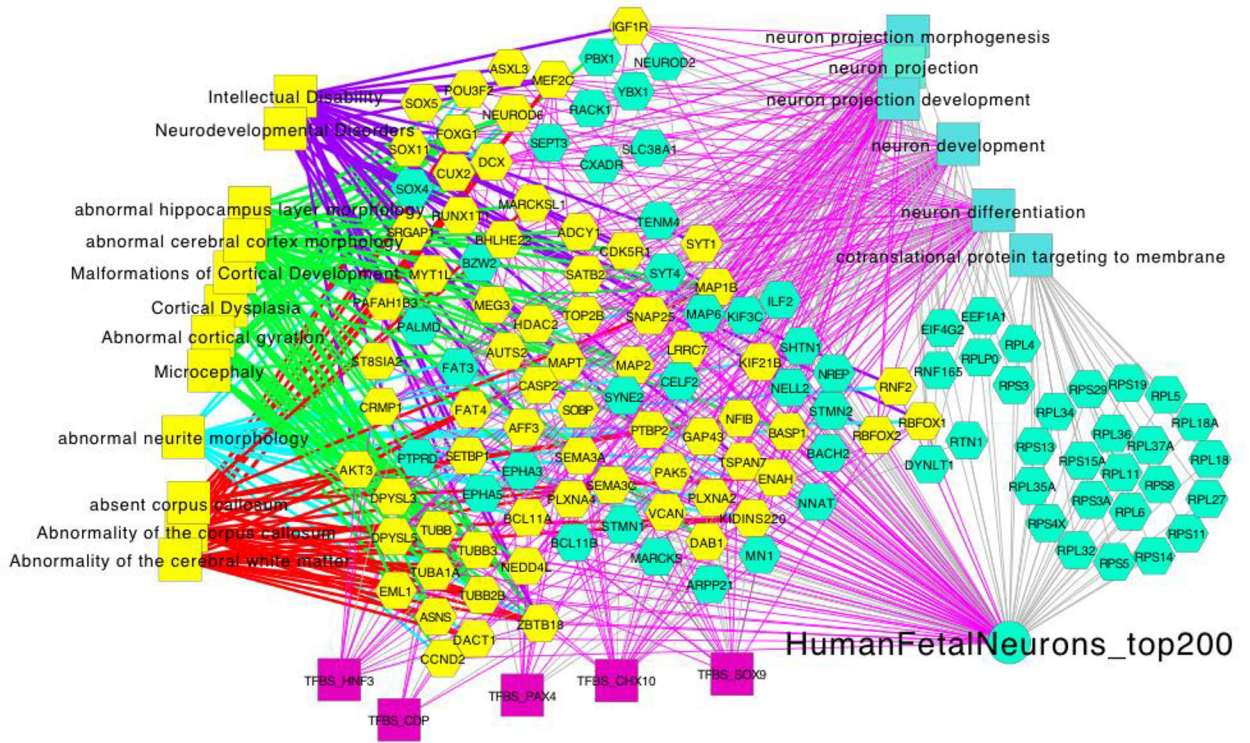 IGF1R
neuron projection morphogenesis
PBX1
NEUROD2
neuron projection
ASXL3
MEF2C
POU3F2
YBX1
Intellectual Disability
SOX5
neuron projection development
RACK1
NEUROD6
Neurodevelopmental Disorders
FOXG1
SEPT3
SLC38A1
neuron development
SOX11
DCX
CXADR
CUX2
SOX4
MARCKSL1
abnormal hippocampus layer morphology
RUNX1T1
TENM4
neuron differentiation
SRGAP1
BHLHE22
ADCY1
abnormal cerebral cortex morphology
CDK5R1
SYT1
cotranslational protein targeting to membrane
BZW2
Malformations of Cortical Development
MYT1L
SATB2
SYT4
MAP1B
Cortical Dysplasia
PAFAH1B3
MEG3
ILF2
TOP2B
SNAP25
MAP6
KIF3C
EEF1A1
PALMD
HDAC2
EIF4G2
Abnormal cortical gyration
SHTN1
RPL4
AUTS2
LRRC7
ST8SIA2
MAPT
MAP2
KIF21B
RPLP0
Microcephaly
FAT3
RNF165
NREP
CELF2
CASP2
NELL2
RNF2
RPS3
RPS29
RPS19
SYNE2
RPL5
CRMP1
FAT4
SOBP
STMN2
RPL34
NFIB
RBFOX1
RPL18A
AFF3
PTBP2
BASP1
RBFOX2
RPL36
abnormal neurite morphology
GAP43
RTN1
RPS13
RPL37A
SETBP1
PTPRD
SEMA3A
BACH2
TSPAN7
RPS15A
RPL18
DYNLT1
AKT3
EPHA3
PAK5
RPL11
ENAH
SEMA3C
RPL35A
RPS8
EPHA5
DPYSL3
PLXNA4
PLXNA2
NNAT
RPS3A
RPL27
absent corpus callosum
VCAN
RPL6
BCL11A
KIDINS220
STMN1
RPS4X
TUBB
Abnormality of the corpus callosum
DPYSL5
RPS11
BCL11B
DAB1
TUBB3
RPL32
MN1
RPS14
MARCKS
Abnormality of the cerebral white matter
NEDD4L
RPS5
TUBA1A
ARPP21
EML1
TUBB2B
ASNS
ZBTB18
DACT1
HumanFetalNeurons_top200
CCND2
TFBS_HNF3
TFBS_CHX10
TFBS_SOX9
TFBS_PAX4
TFBS_CDP